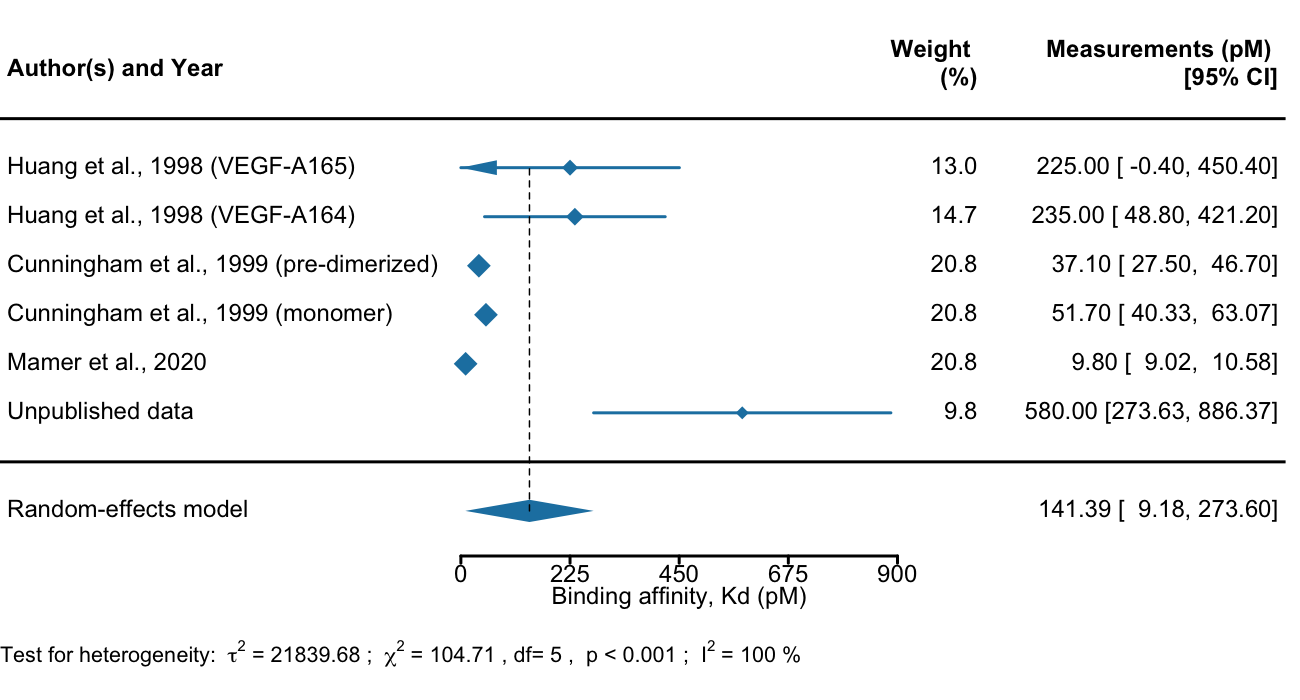 Author(s) and Year Weight (%) Measurements (pM) [95% CI]
Huang et al., 1998 (VEGF-A165) 13.0 225.00 [ -0.40, 450.40]
Huang et al., 1998 (VEGF-A164) 14.7 235.00 [ 48.80, 421.20]
Cunningham et al., 1999 (pre-dimerized) 20.8 37.10 [ 27.50, 46.70]
Cunningham et al., 1999 (monomer) 20.8 51.70 [ 40.33, 63.07]
Mamer et al., 2020 20.8 9.80 [ 9.02, 10.58]
Unpublished data 9.8 580.00 [273.63, 886.37]
Random-effects model 141.39 [ 9.18, 273.60]
0 225 450 675 900
Binding affinity, Kd (pM)
Test for heterogeneity: τ² = 21839.68 ; χ² = 104.71 , df= 5 , p < 0.001 ; I² = 100 %